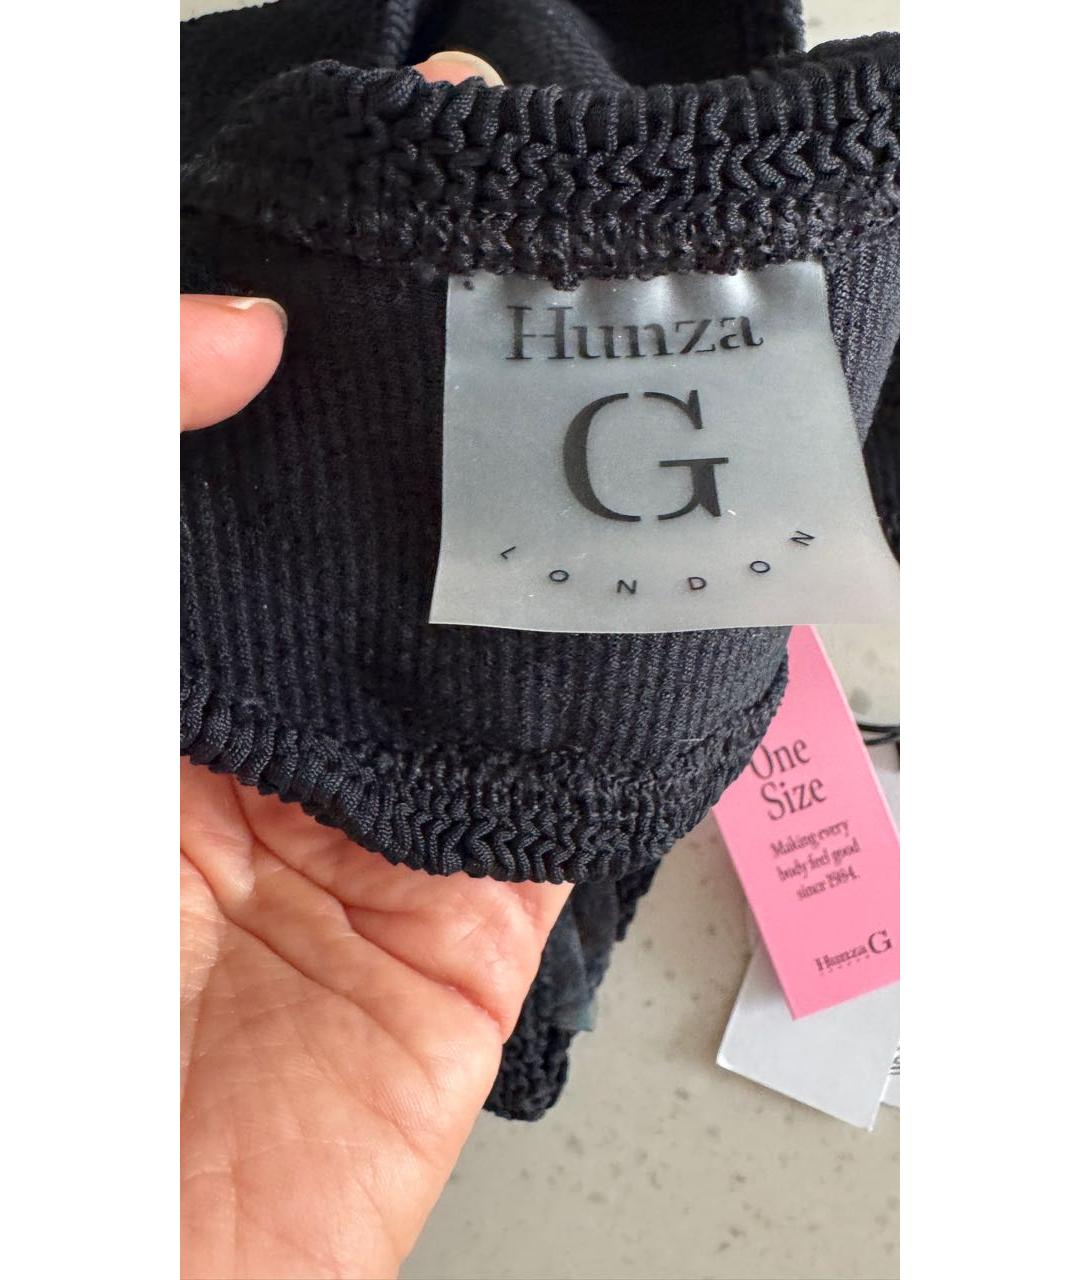 Hunza
G
LONDON
One
Size
Making every
body feel good
since 1984.
Hunza G